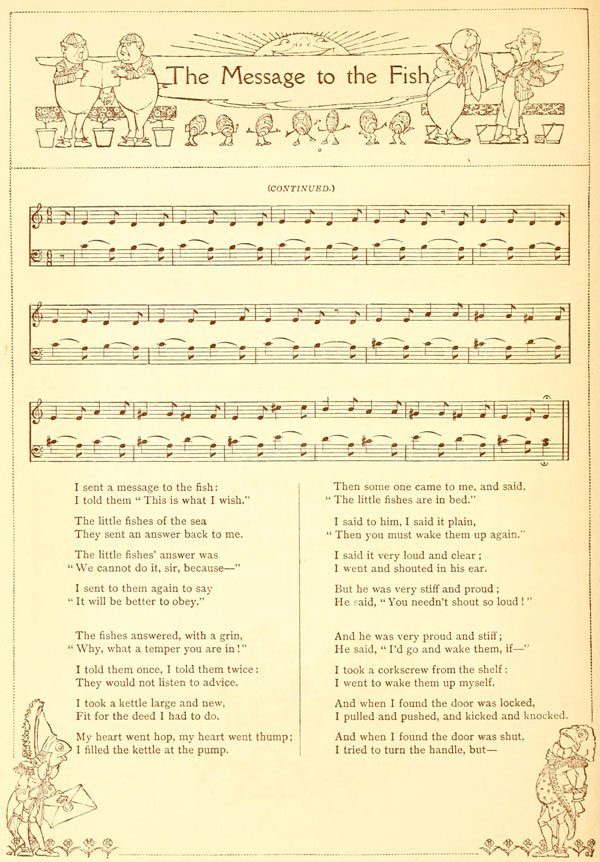 The Message to the Fish
(CONTINUED.)
I sent a message to the fish:
I told them "This is what I wish."
The little fishes of the sea
They sent an answer back to me.
The little fishes' answer was
"We cannot do it, sir, because—"
I sent to them again to say
"It will be better to obey."
The fishes answered, with a grin,
"Why, what a temper you are in!"
I told them once, I told them twice:
They would not listen to advice.
I took a kettle large and new,
Fit for the deed I had to do.
My heart went hop, my heart went thump;
I filled the kettle at the pump.
Then some one came to me, and said,
"The little fishes are in bed."
I said to him, I said it plain,
"Then you must wake them up again."
I said it very loud and clear;
I went and shouted in his ear.
But he was very stiff and proud;
He said, "You needn't shout so loud!"
And he was very proud and stiff;
He said, "I'd go and wake them, if—"
I took a corkscrew from the shelf:
I went to wake them up myself.
And when I found the door was locked,
I pulled and pushed, and kicked and knocked.
And when I found the door was shut,
I tried to turn the handle, but—